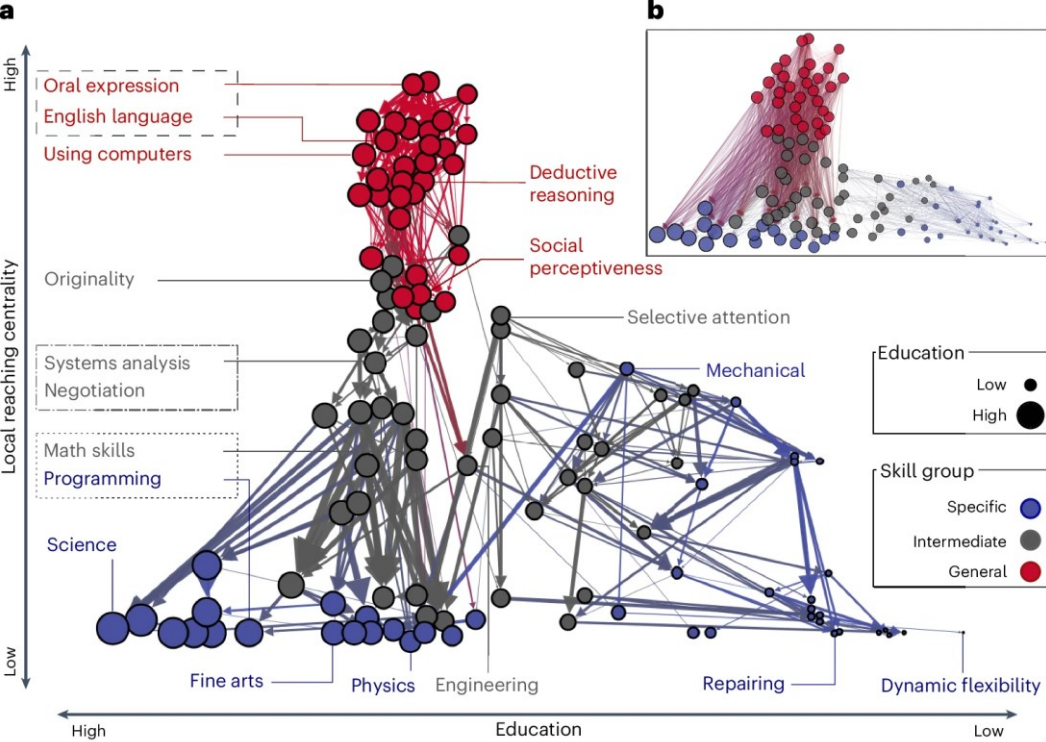 a
b
High
Local reaching centrality
Low
Oral expression
English language
Using computers
Deductive
reasoning
Social
perceptiveness
Originality
Selective attention
Systems analysis
Negotiation
Mechanical
Math skills
Programming
Science
Fine arts
Physics
Engineering
Repairing
Dynamic flexibility
Education
Low
High
Skill group
Specific
Intermediate
General
High
Education
Low